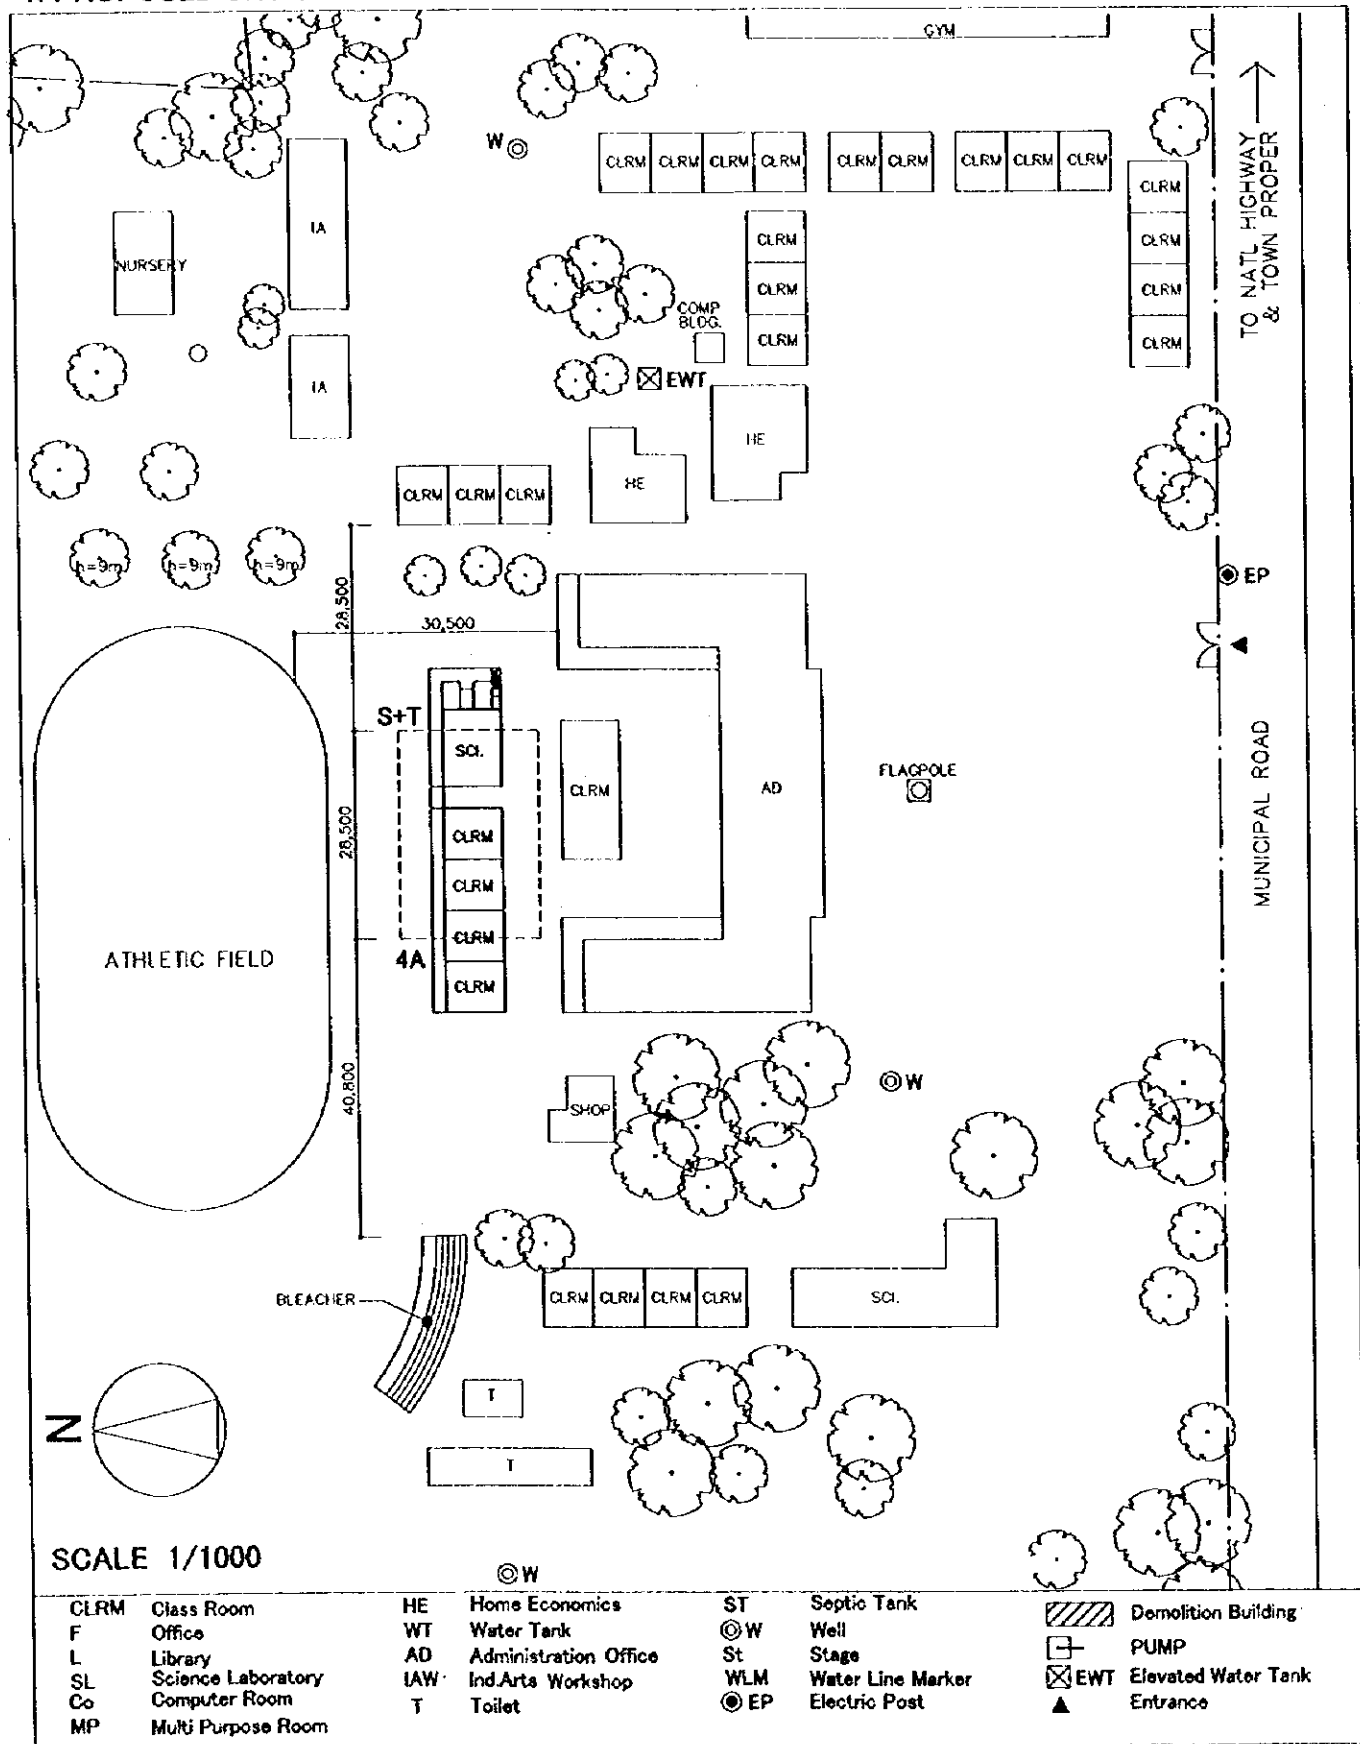 GYM
W
CLRM CLRM CLRM CLRM CLRM CLRM CLRM CLRM CLRM
CLRM
CLRM
CLRM
CLRM
TO NATL HIGHWAY
& TOWN PROPER
IA
NURSERY
CLRM
CLRM
CLRM
COMP
BLDG.
EWT
IA
HE
HE
CLRM CLRM CLRM
h=9m h=9m h=9m
28,500
30,500
EP
S+T
SCI.
CLRM
AD
FLAGPOLE
MUNICIPAL ROAD
28,500
CLRM
CLRM
CLRM
CLRM
4A
ATHLETIC FIELD
40,800
SHOP
W
BLEACHER
CLRM CLRM CLRM CLRM
SCI.
T
T
N
SCALE 1/1000
W
CLRM Class Room
F Office
L Library
SL Science Laboratory
Co Computer Room
MP Multi Purpose Room
HE Home Economics
WT Water Tank
AD Administration Office
IAW Ind.Arts Workshop
T Toilet
ST Septic Tank
W Well
St Stage
WLM Water Line Marker
EP Electric Post
Demolition Building
PUMP
EWT Elevated Water Tank
Entrance